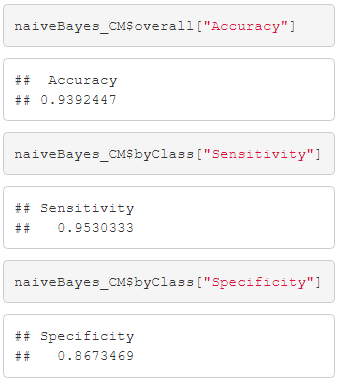 naiveBayes_CM$overall["Accuracy"]
##  Accuracy
## 0.9392447
naiveBayes_CM$byClass["Sensitivity"]
## Sensitivity
##   0.9530333
naiveBayes_CM$byClass["Specificity"]
## Specificity
##   0.8673469